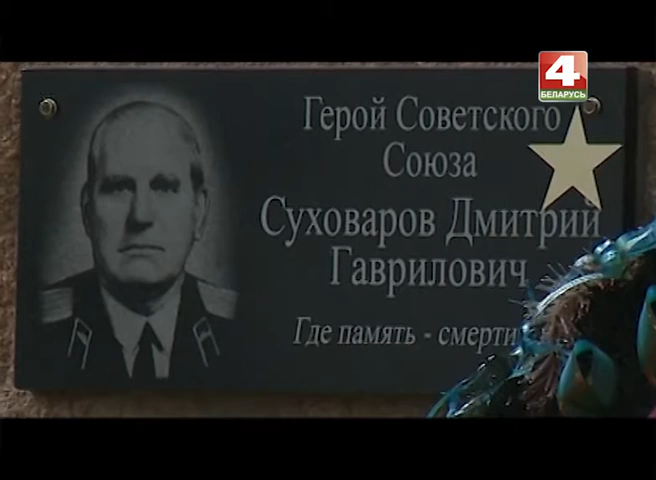 4
БЕЛАРУСЬ
Герой Советского
Союза
Суховаров Дмитрий
Гаврилович
Где память - смерти